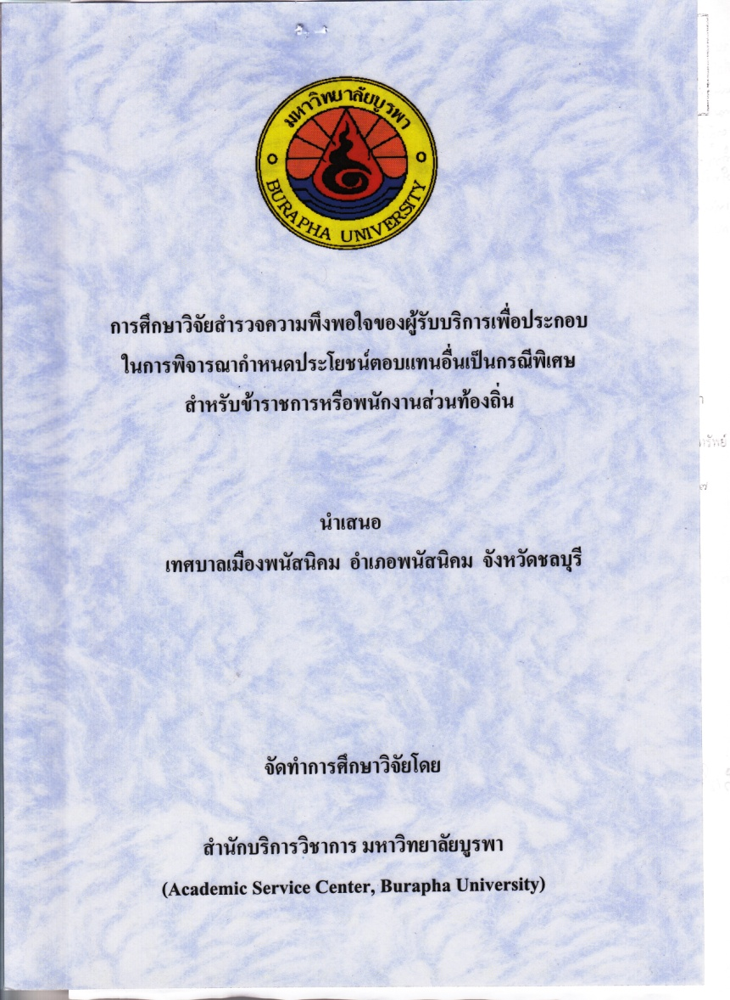 มหาวิทยาลัยบูรพา
BURAPHA UNIVERSITY
การศึกษาวิจัยสำรวจความพึงพอใจของผู้รับบริการเพื่อประกอบ
ในการพิจารณากำหนดประโยชน์ตอบแทนอื่นเป็นกรณีพิเศษ
สำหรับข้าราชการหรือพนักงานส่วนท้องถิ่น
นำเสนอ
เทศบาลเมืองพนัสนิคม อำเภอพนัสนิคม จังหวัดชลบุรี
จัดทำการศึกษาวิจัยโดย
สำนักบริการวิชาการ มหาวิทยาลัยบูรพา
(Academic Service Center, Burapha University)